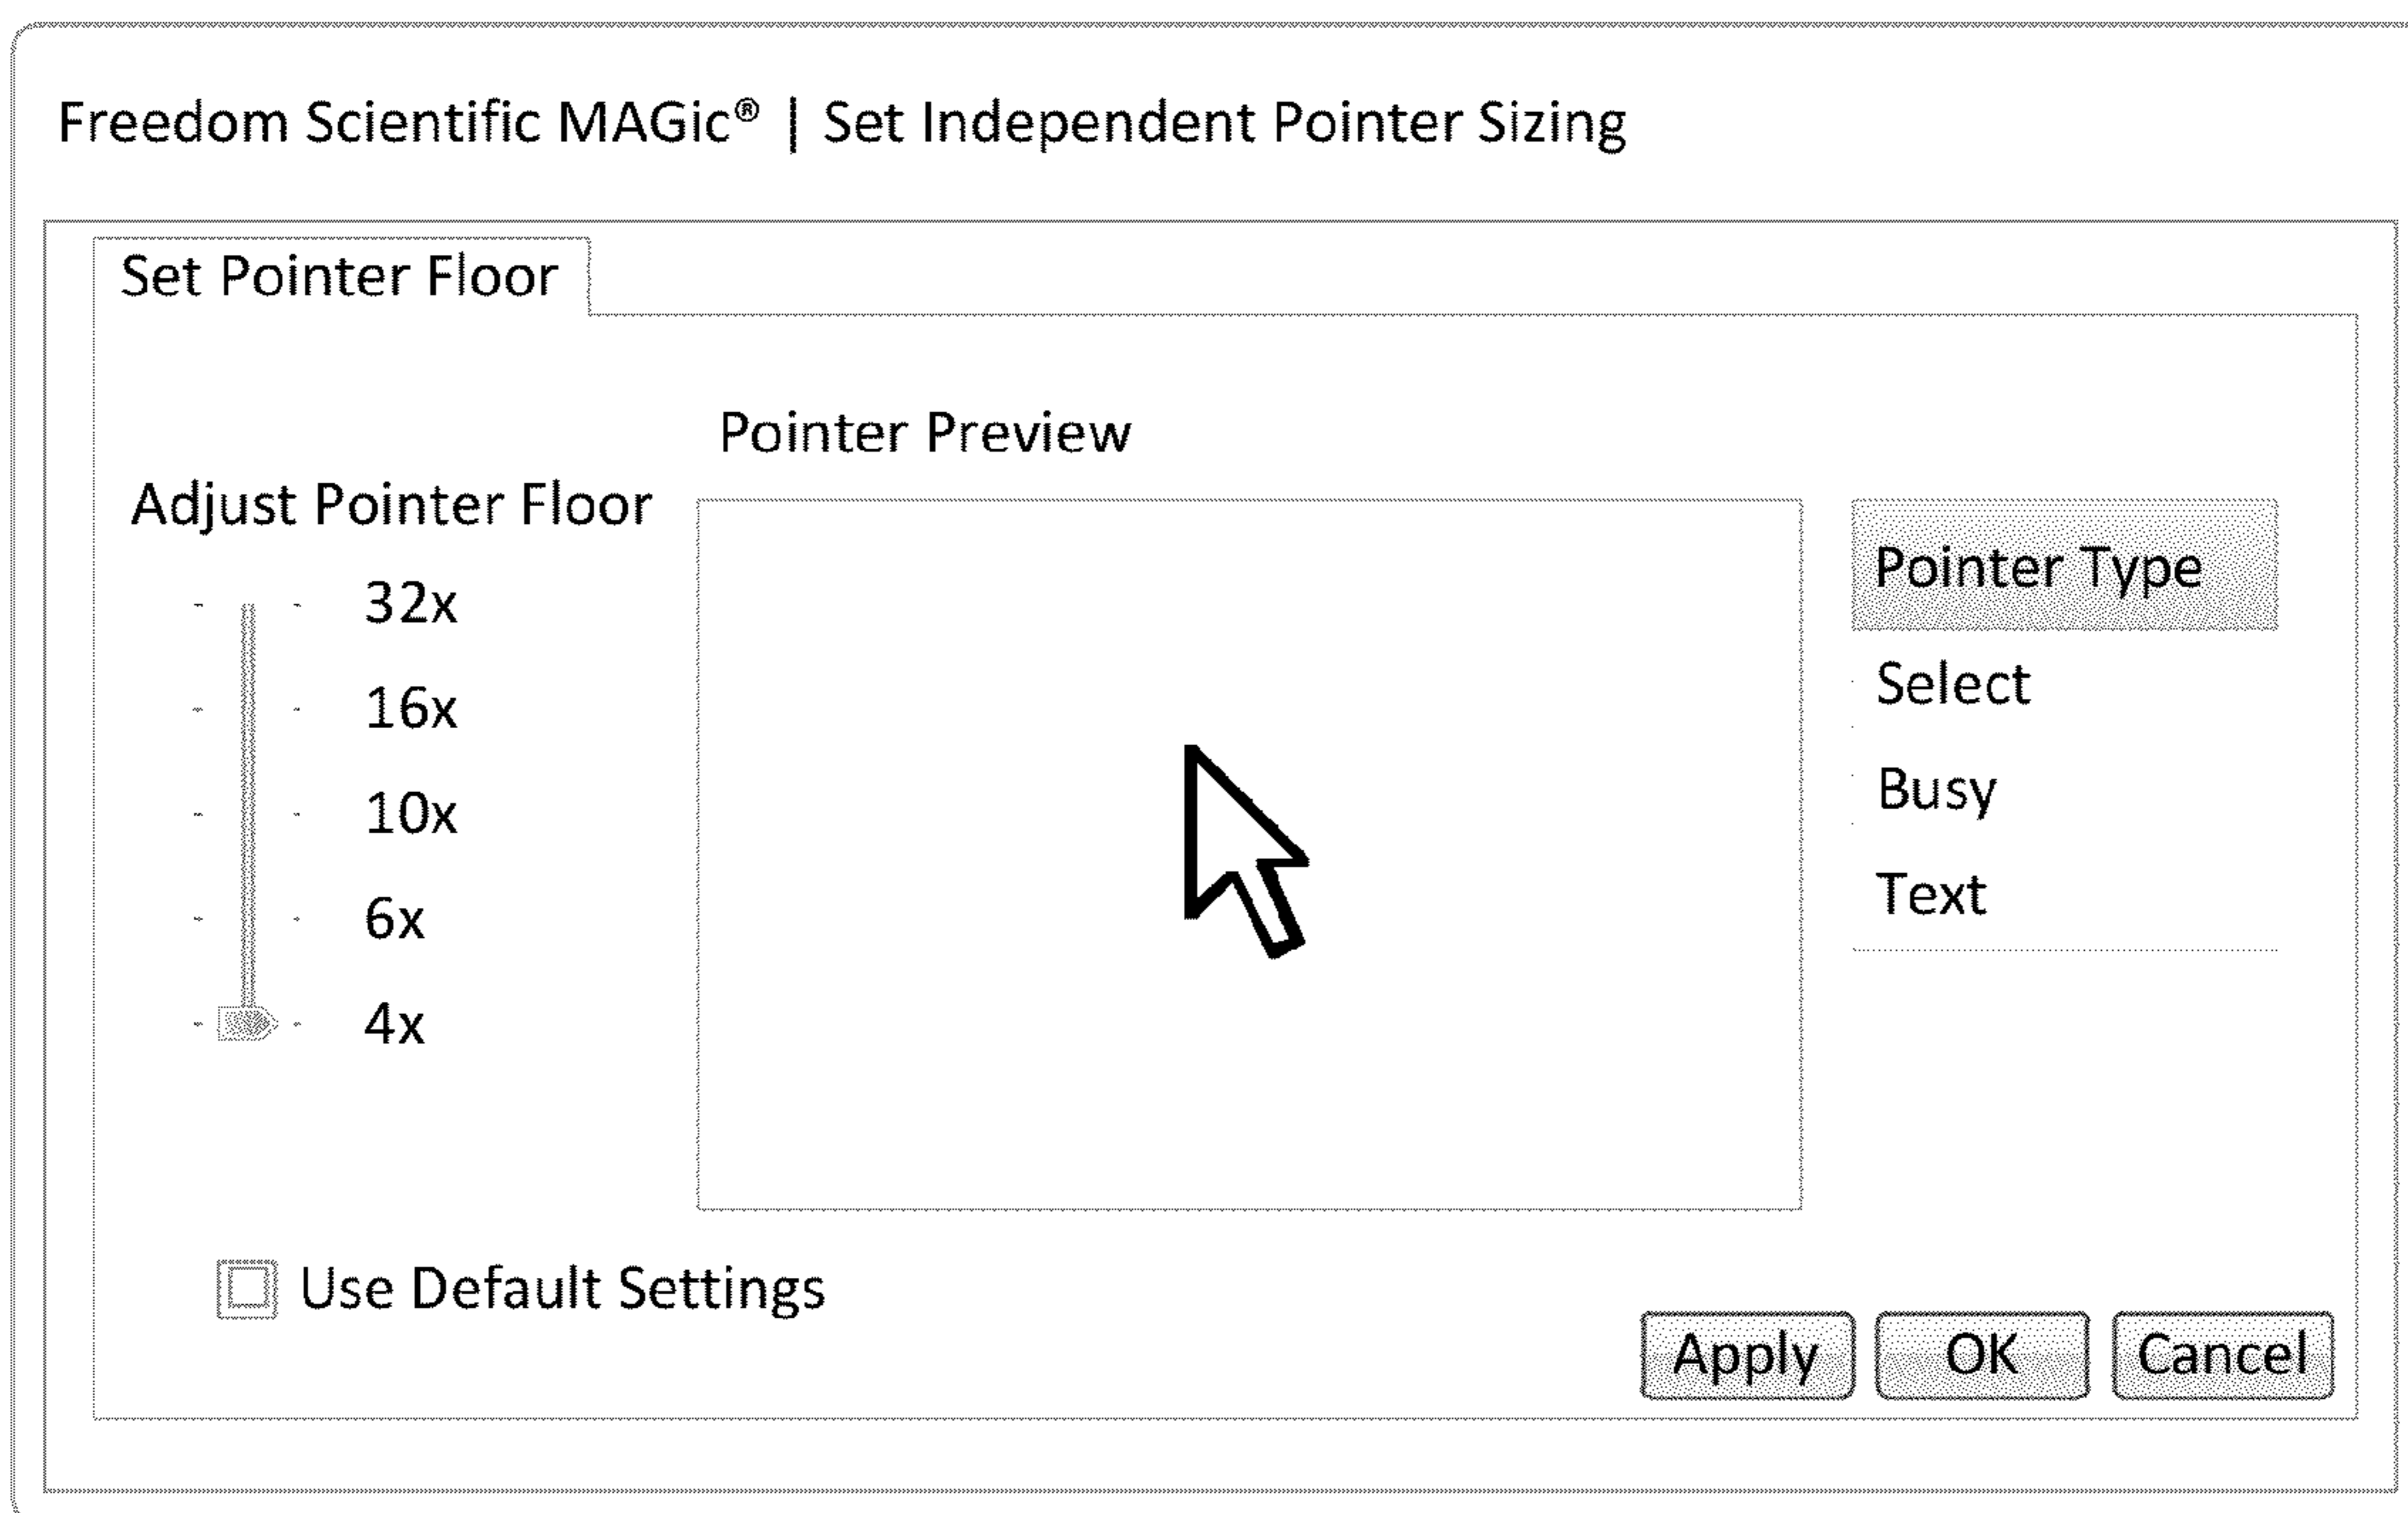 Freedom Scientific MAGic® | Set Independent Pointer Sizing
Set Pointer Floor
Adjust Pointer Floor
32x
16x
10x
6x
4x
Pointer Preview
Pointer Type
Select
Busy
Text
Use Default Settings
Apply
OK
Cancel